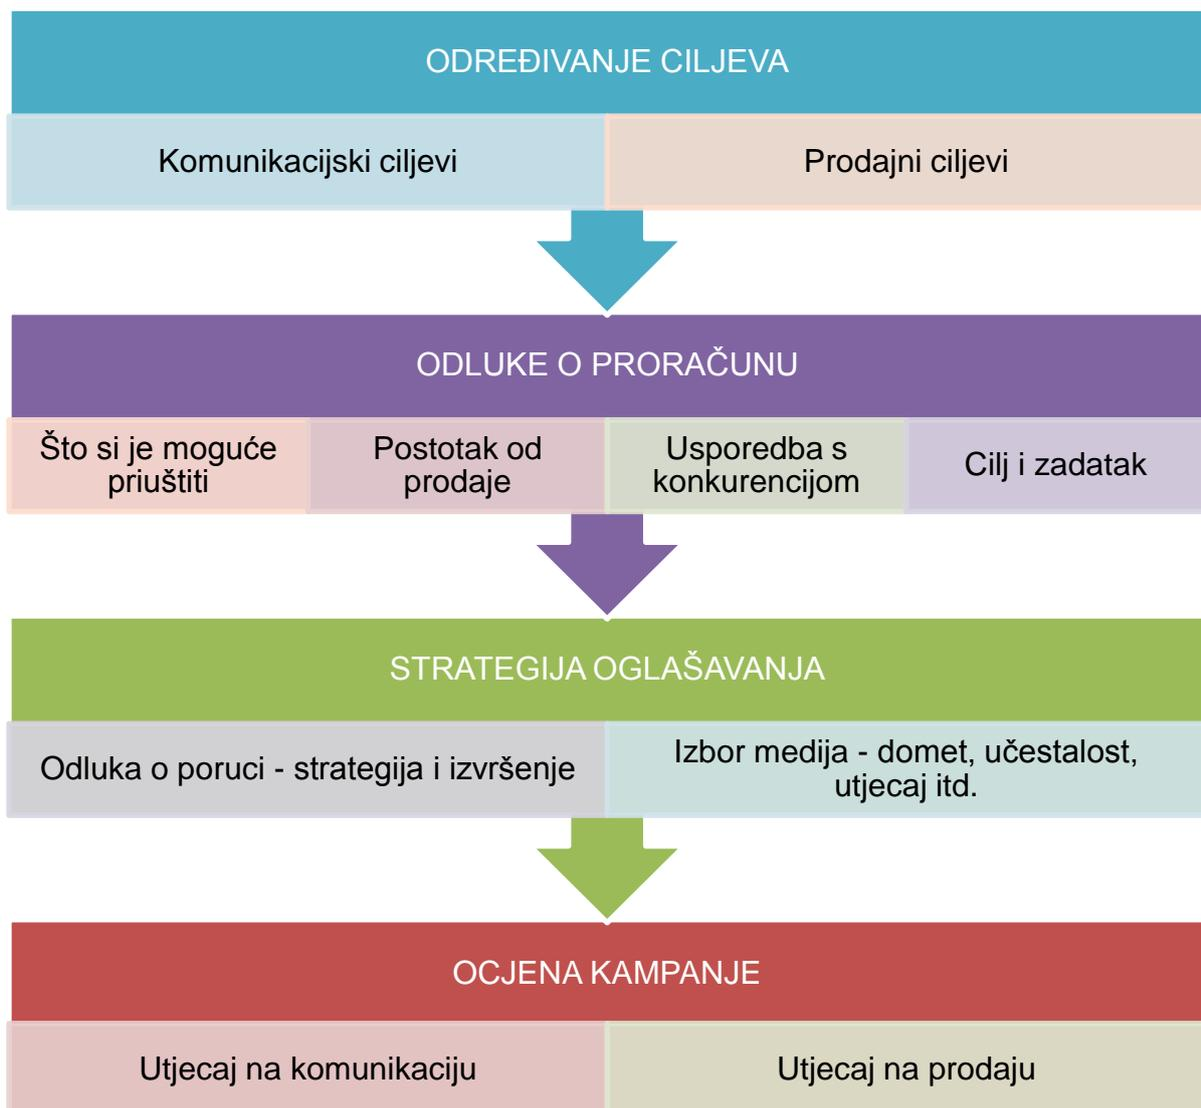 ODREĐIVANJE CILJEVA
Komunikacijski ciljevi
Prodajni ciljevi
ODLUKE O PRORAČUNU
Što si je moguće
priuštiti
Postotak od
prodaje
Usporedba s
konkurencijom
Cilj i zadatak
STRATEGIJA OGLAŠAVANJA
Odluka o poruci - strategija i izvršenje
Izbor medija - domet, učestalost,
utjecaj itd.
OCJENA KAMPANJE
Utjecaj na komunikaciju
Utjecaj na prodaju